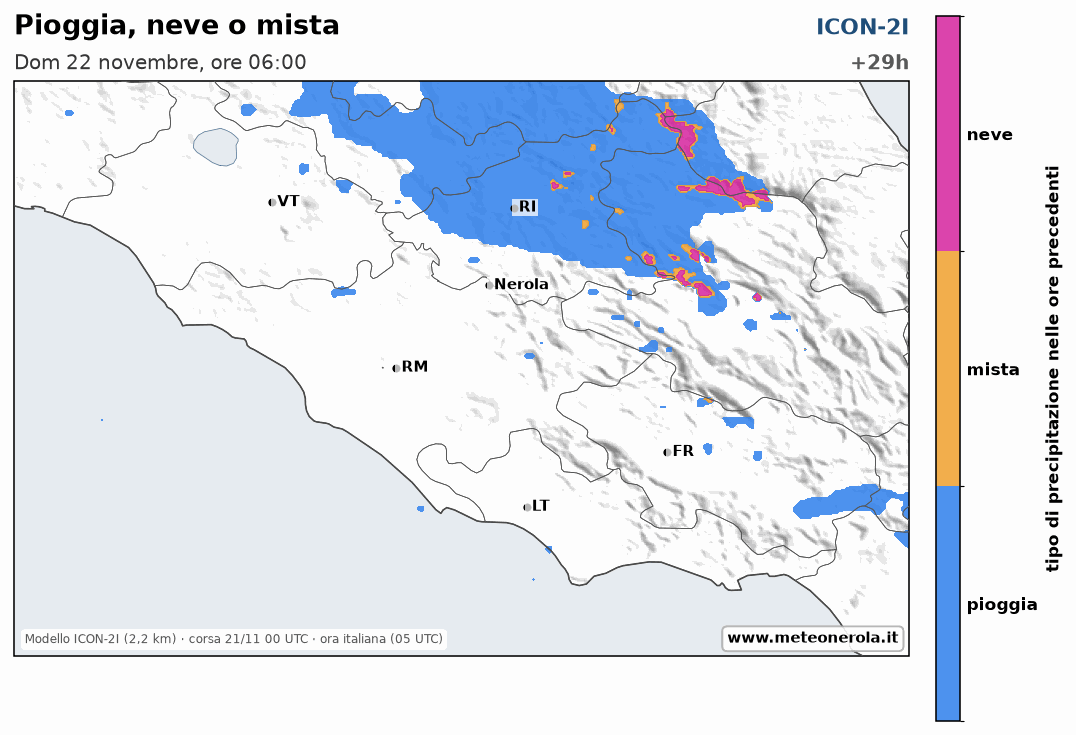 Pioggia, neve o mista
ICON-2I
Dom 22 novembre, ore 06:00
+29h
neve
mista
pioggia
tipo di precipitazione nelle ore precedenti
VT
RI
Nerola
RM
FR
LT
Modello ICON-2I (2,2 km) · corsa 21/11 00 UTC · ora italiana (05 UTC)
www.meteonerola.it